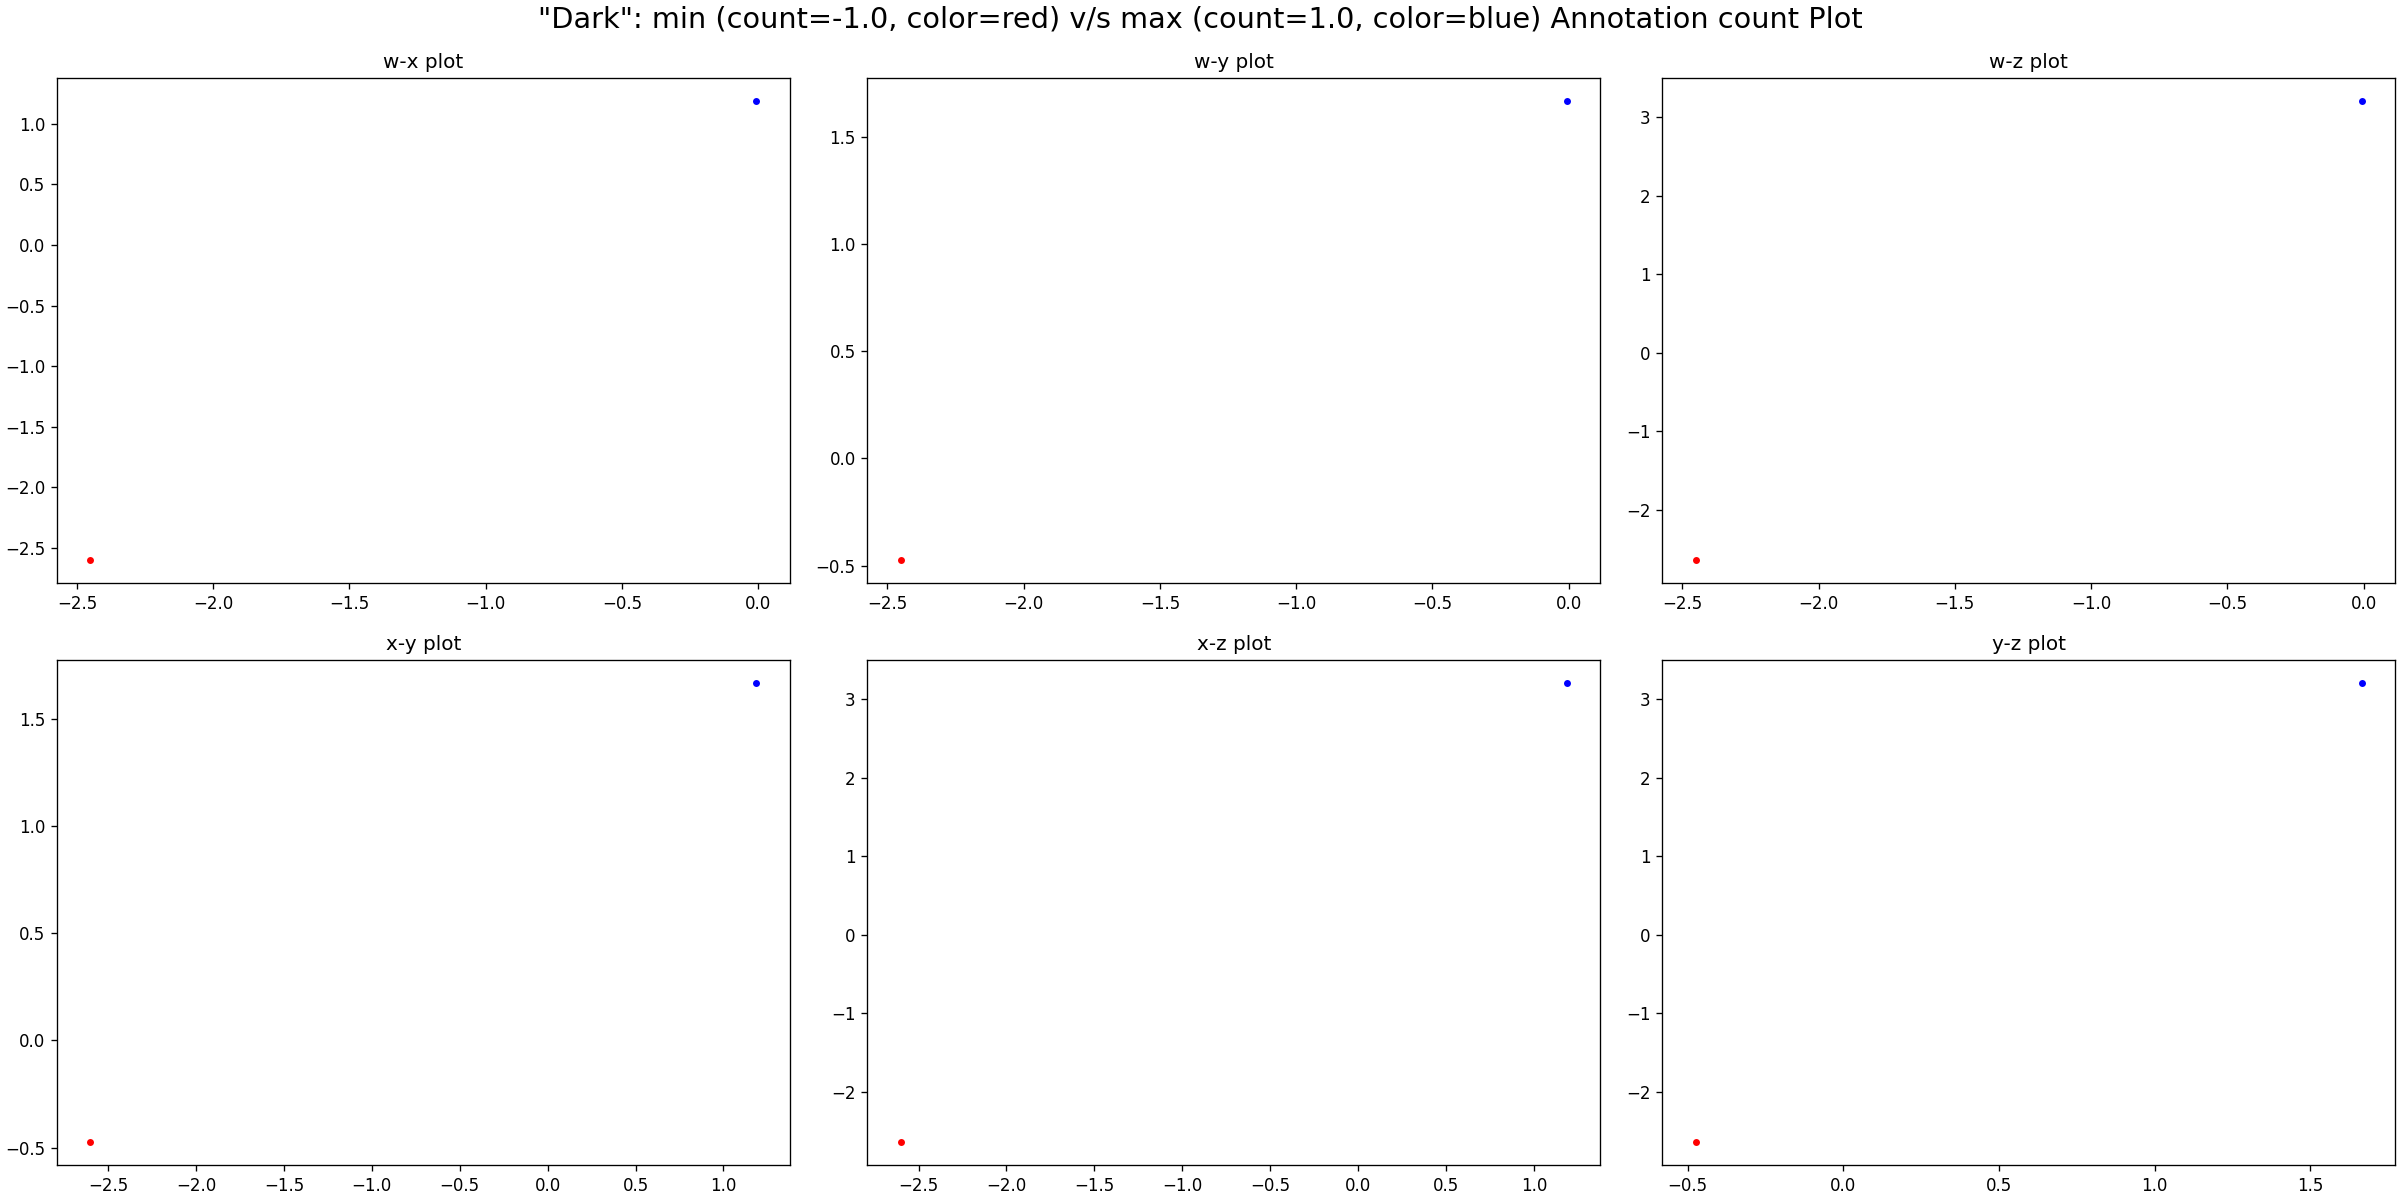 "Dark": min (count=-1.0, color=red) v/s max (count=1.0, color=blue) Annotation count Plot
w-x plot
1.0
0.5
0.0
−0.5
−1.0
−1.5
−2.0
−2.5
−2.5 −2.0 −1.5 −1.0 −0.5 0.0
w-y plot
1.5
1.0
0.5
0.0
−0.5
−2.5 −2.0 −1.5 −1.0 −0.5 0.0
w-z plot
3
2
1
0
−1
−2
−2.5 −2.0 −1.5 −1.0 −0.5 0.0
x-y plot
1.5
1.0
0.5
0.0
−0.5
−2.5 −2.0 −1.5 −1.0 −0.5 0.0 0.5 1.0
x-z plot
3
2
1
0
−1
−2
−2.5 −2.0 −1.5 −1.0 −0.5 0.0 0.5 1.0
y-z plot
3
2
1
0
−1
−2
−0.5 0.0 0.5 1.0 1.5